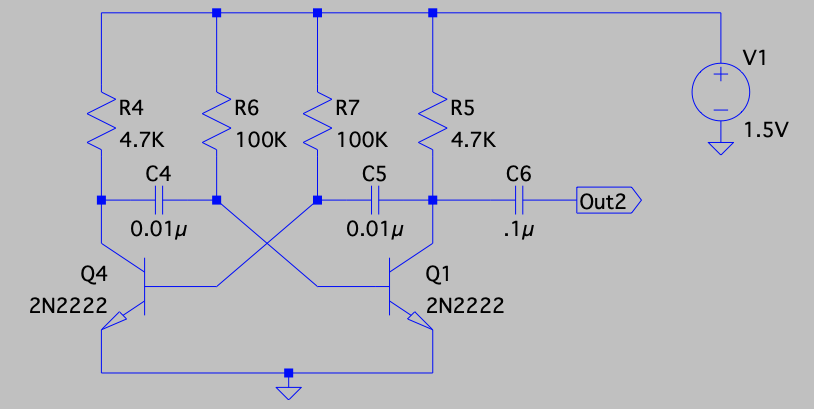 V1
R4
R6
R7
R5
4.7K
100K
100K
4.7K
1.5V
C4
C5
C6
0.01µ
0.01µ
.1µ
Out2
Q4
Q1
2N2222
2N2222